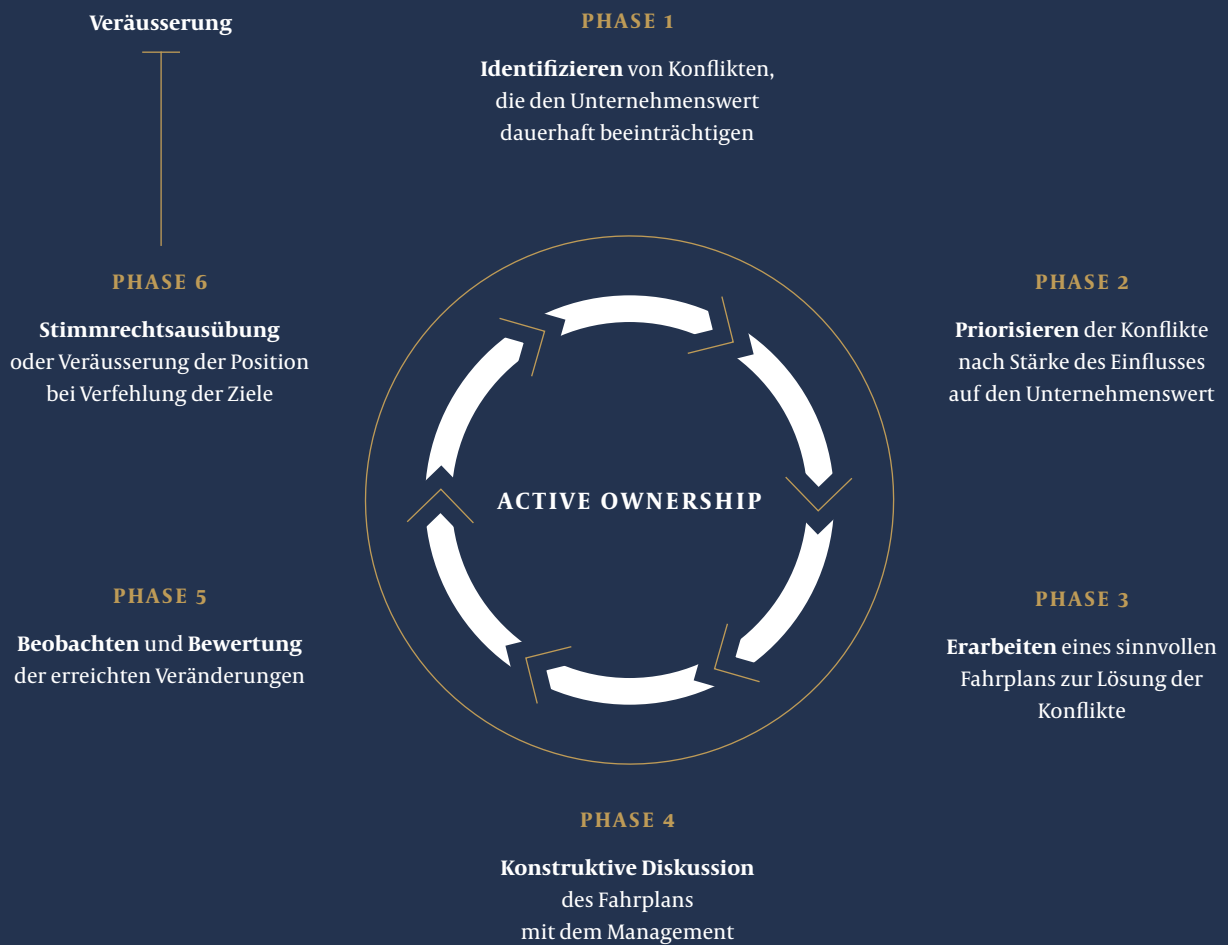 Veräusserung
PHASE 1
Identifizieren von Konflikten,
die den Unternehmenswert
dauerhaft beeinträchtigen
PHASE 2
Priorisieren der Konflikte
nach Stärke des Einflusses
auf den Unternehmenswert
PHASE 3
Erarbeiten eines sinnvollen
Fahrplans zur Lösung der
Konflikte
PHASE 4
Konstruktive Diskussion
des Fahrplans
mit dem Management
PHASE 5
Beobachten und Bewertung
der erreichten Veränderungen
PHASE 6
Stimmrechtsausübung
oder Veräusserung der Position
bei Verfehlung der Ziele
ACTIVE OWNERSHIP